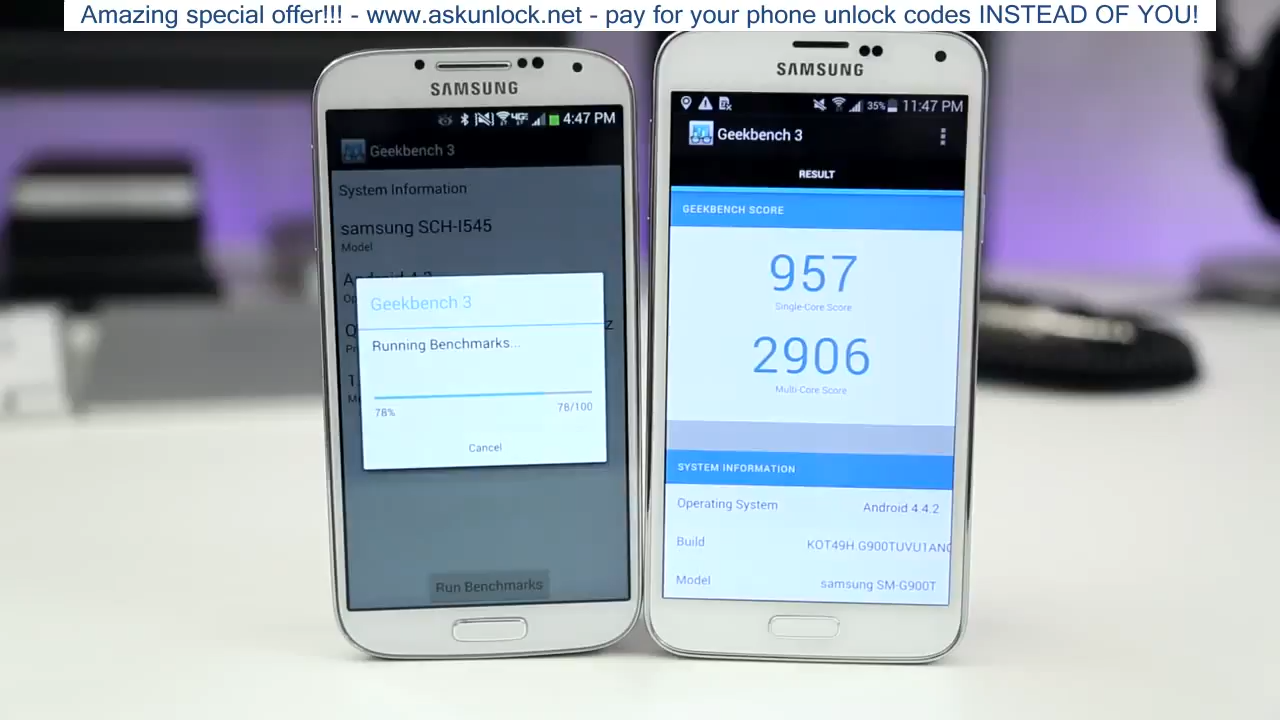 Amazing special offer!!! - www.askunlock.net - pay for your phone unlock codes INSTEAD OF YOU!
SAMSUNG
4:47 PM
Geekbench 3
System Information
samsung SCH-I545
Model
Geekbench 3
Running Benchmarks...
78%
78/100
Cancel
Run Benchmarks
SAMSUNG
35% 11:47 PM
Geekbench 3
RESULT
GEEKBENCH SCORE
957
Single-Core Score
2906
Multi-Core Score
SYSTEM INFORMATION
Operating System Android 4.4.2
Build KOT49H.G900TUVU1ANC
Model samsung SM-G900T